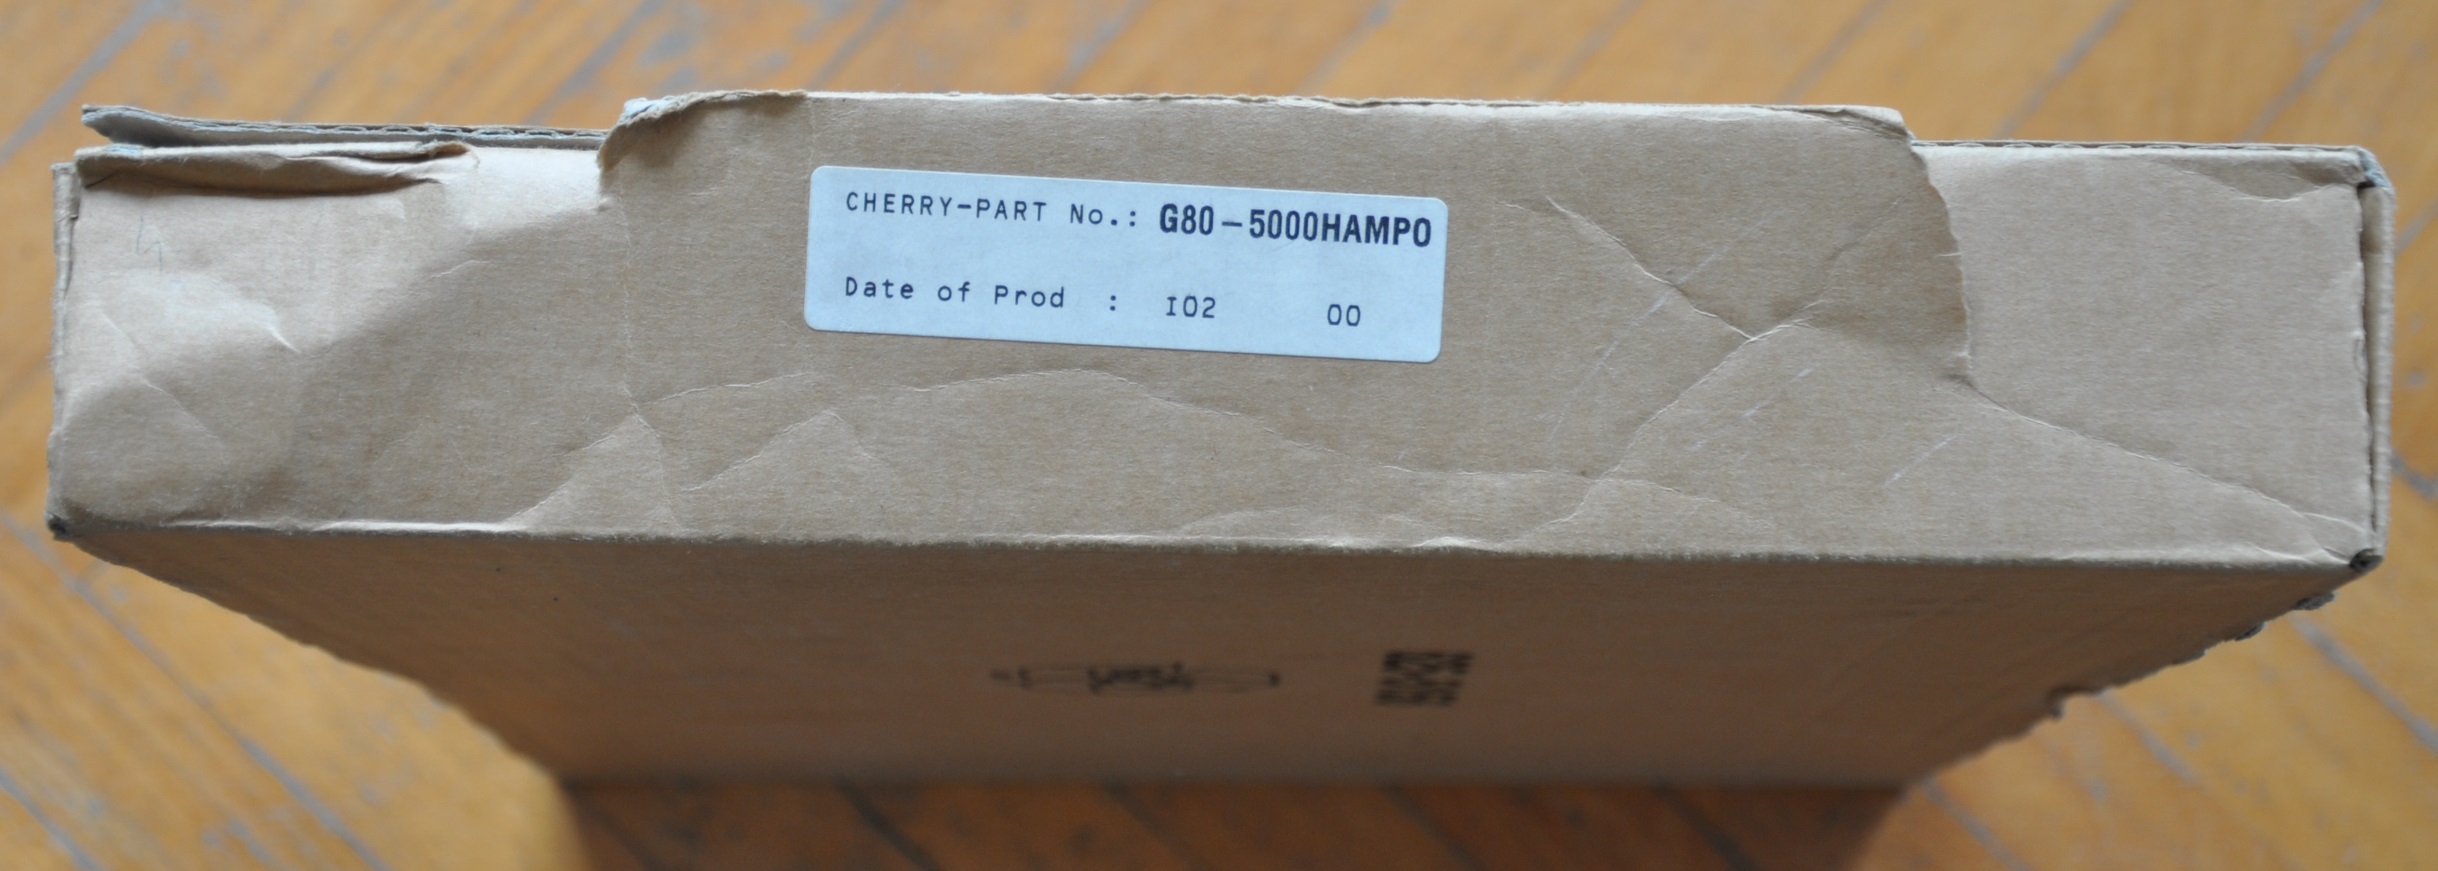 CHERRY-PART No.: G80-5000HAMPO
Date of Prod : I02 00